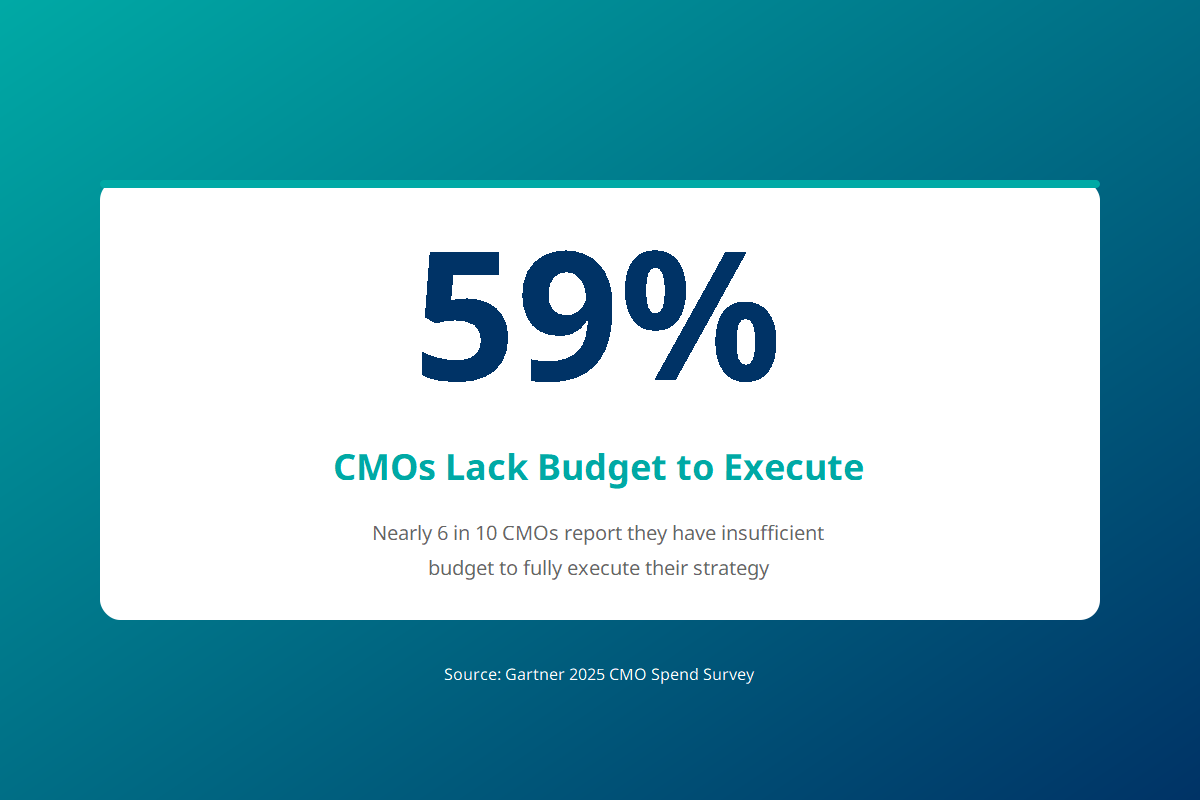 59%
CMOs Lack Budget to Execute
Nearly 6 in 10 CMOs report they have insufficient
budget to fully execute their strategy
Source: Gartner 2025 CMO Spend Survey